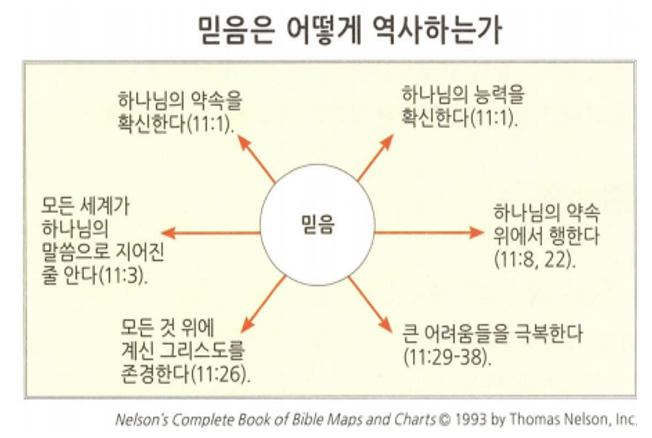 믿음은 어떻게 역사하는가
하나님의 약속을
확신한다(11:1).
하나님의 능력을
확신한다(11:1).
모든 세계가
하나님의
말씀으로 지어진
줄 안다(11:3).
믿음
하나님의 약속
위에서 행한다
(11:8, 22).
모든 것 위에
계신 그리스도를
존경한다(11:26).
큰 어려움들을 극복한다
(11:29-38).
Nelson's Complete Book of Bible Maps and Charts © 1993 by Thomas Nelson, Inc.